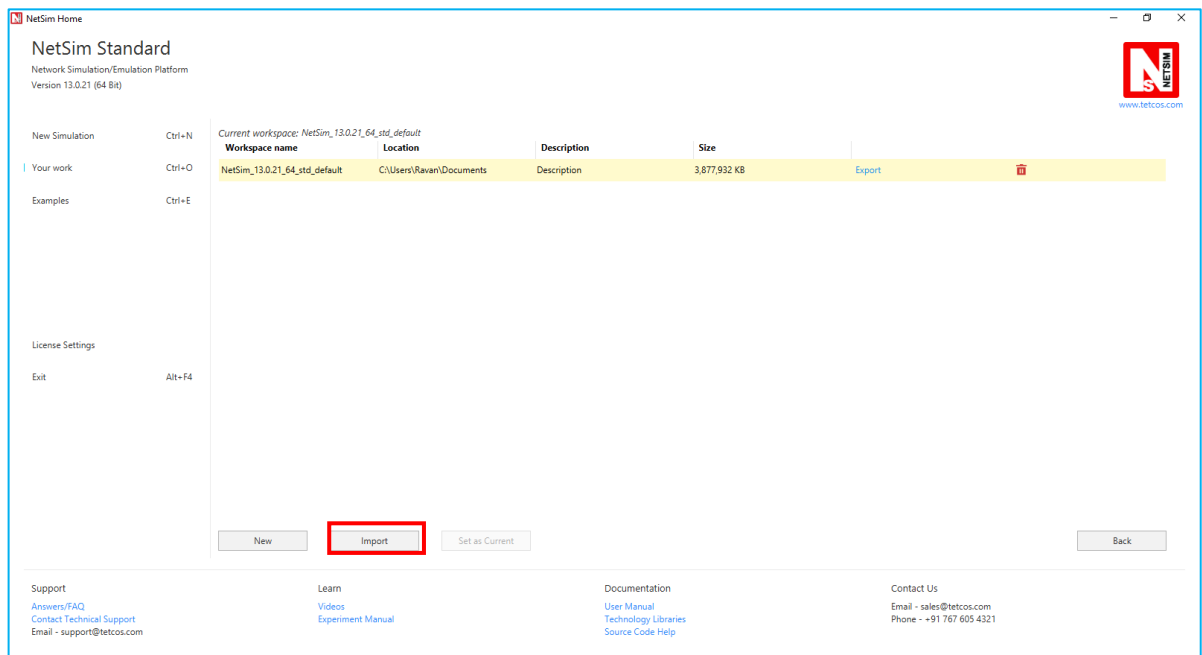 NetSim Home
NetSim Standard
Network Simulation/Emulation Platform
Version 13.0.21 (64 Bit)
N
S
NETSIM
www.tetcos.com
New Simulation Ctrl+N
Your work Ctrl+O
Examples Ctrl+E
License Settings
Exit Alt+F4
Current workspace: NetSim_13.0.21_64_std_default
Workspace name Location Description Size
NetSim_13.0.21_64_std_default C:\Users\Ravan\Documents Description 3,877,932 KB Export
New Import Set as Current Back
Support
Answers/FAQ
Contact Technical Support
Email - support@tetcos.com
Learn
Videos
Experiment Manual
Documentation
User Manual
Technology Libraries
Source Code Help
Contact Us
Email - sales@tetcos.com
Phone - +91 767 605 4321